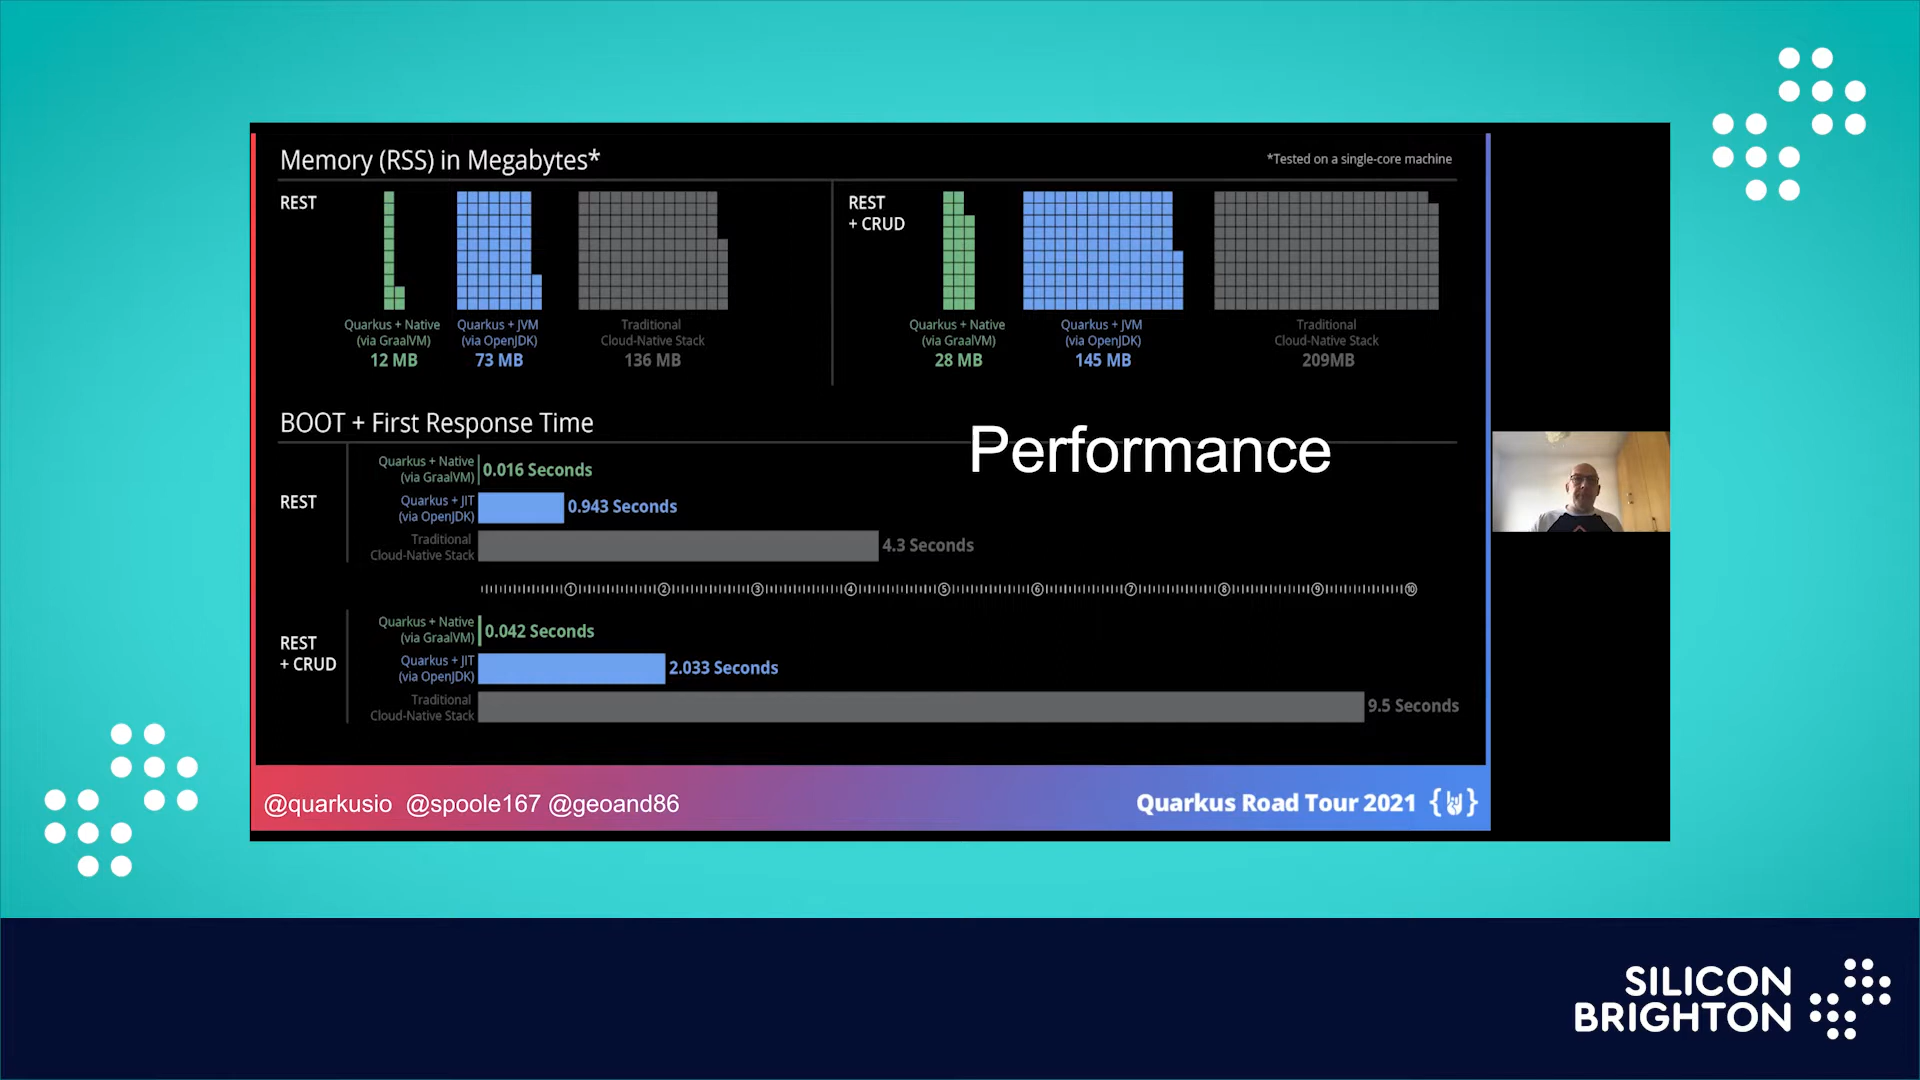 Memory (RSS) in Megabytes*
*Tested on a single-core machine
REST
Quarkus + Native
(via GraalVM)
12 MB
Quarkus + JVM
(via OpenJDK)
73 MB
Traditional
Cloud-Native Stack
136 MB
REST
+ CRUD
Quarkus + Native
(via GraalVM)
28 MB
Quarkus + JVM
(via OpenJDK)
145 MB
Traditional
Cloud-Native Stack
209MB
BOOT + First Response Time
Performance
REST
Quarkus + Native
(via GraalVM)
0.016 Seconds
Quarkus + JIT
(via OpenJDK)
0.943 Seconds
Traditional
Cloud-Native Stack
4.3 Seconds
1 2 3 4 5 6 7 8 9 10
REST
+ CRUD
Quarkus + Native
(via GraalVM)
0.042 Seconds
Quarkus + JIT
(via OpenJDK)
2.033 Seconds
Traditional
Cloud-Native Stack
9.5 Seconds
@quarkusio @spoole167 @geoand86
Quarkus Road Tour 2021
SILICON
BRIGHTON